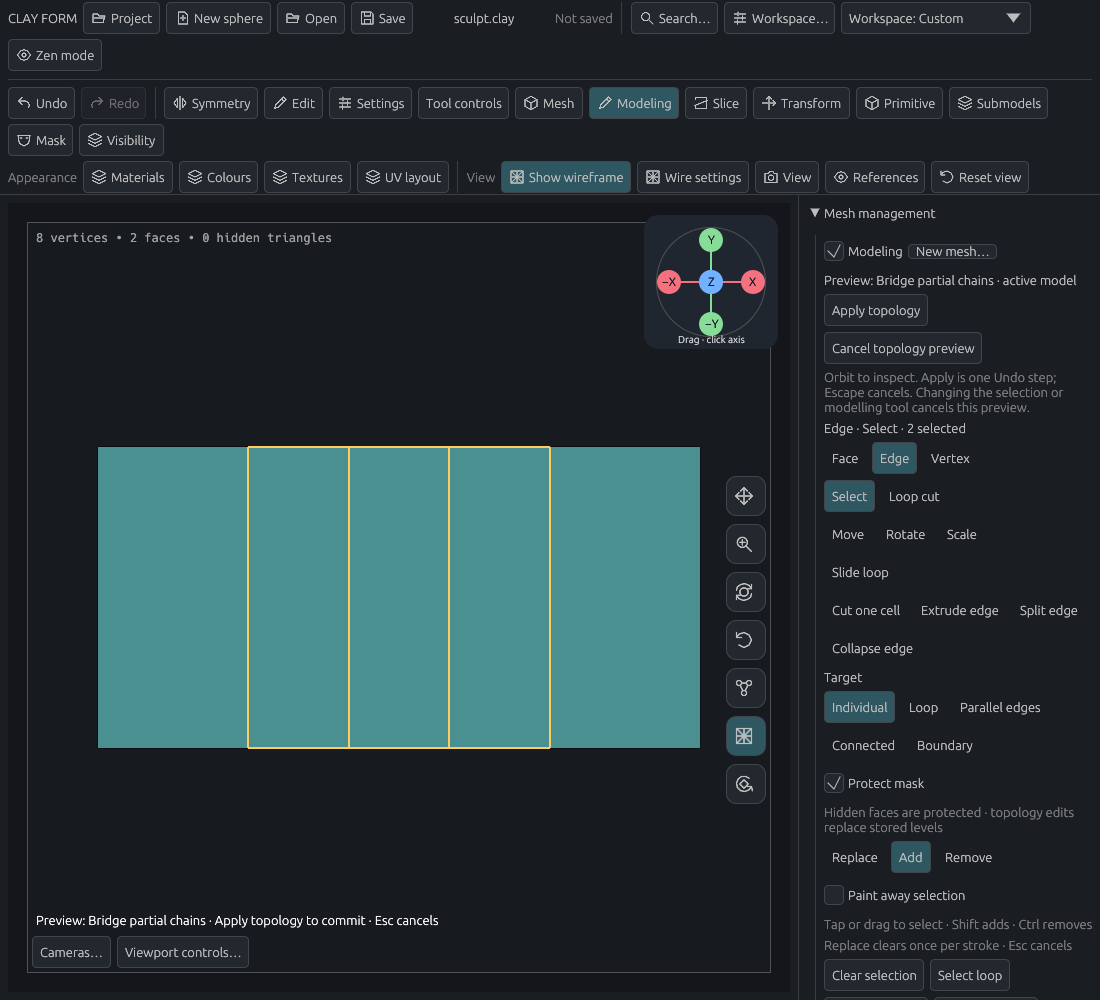 CLAY FORM Project New sphere Open Save sculpt.clay Not saved Search... Workspace... Workspace: Custom
Zen mode
Undo Redo Symmetry Edit Settings Tool controls Mesh Modeling Slice Transform Primitive Submodels
Mask Visibility
Appearance Materials Colours Textures UV layout View Show wireframe Wire settings View References Reset view
8 vertices • 2 faces • 0 hidden triangles
Y
−X Z X
−Y
Drag · click axis
Preview: Bridge partial chains · Apply topology to commit · Esc cancels
Cameras... Viewport controls...
Mesh management
Modeling New mesh...
Preview: Bridge partial chains · active model
Apply topology
Cancel topology preview
Orbit to inspect. Apply is one Undo step;
Escape cancels. Changing the selection or
modelling tool cancels this preview.
Edge · Select · 2 selected
Face Edge Vertex
Select Loop cut
Move Rotate Scale
Slide loop
Cut one cell Extrude edge Split edge
Collapse edge
Target
Individual Loop Parallel edges
Connected Boundary
Protect mask
Hidden faces are protected · topology edits
replace stored levels
Replace Add Remove
Paint away selection
Tap or drag to select · Shift adds · Ctrl removes
Replace clears once per stroke · Esc cancels
Clear selection Select loop